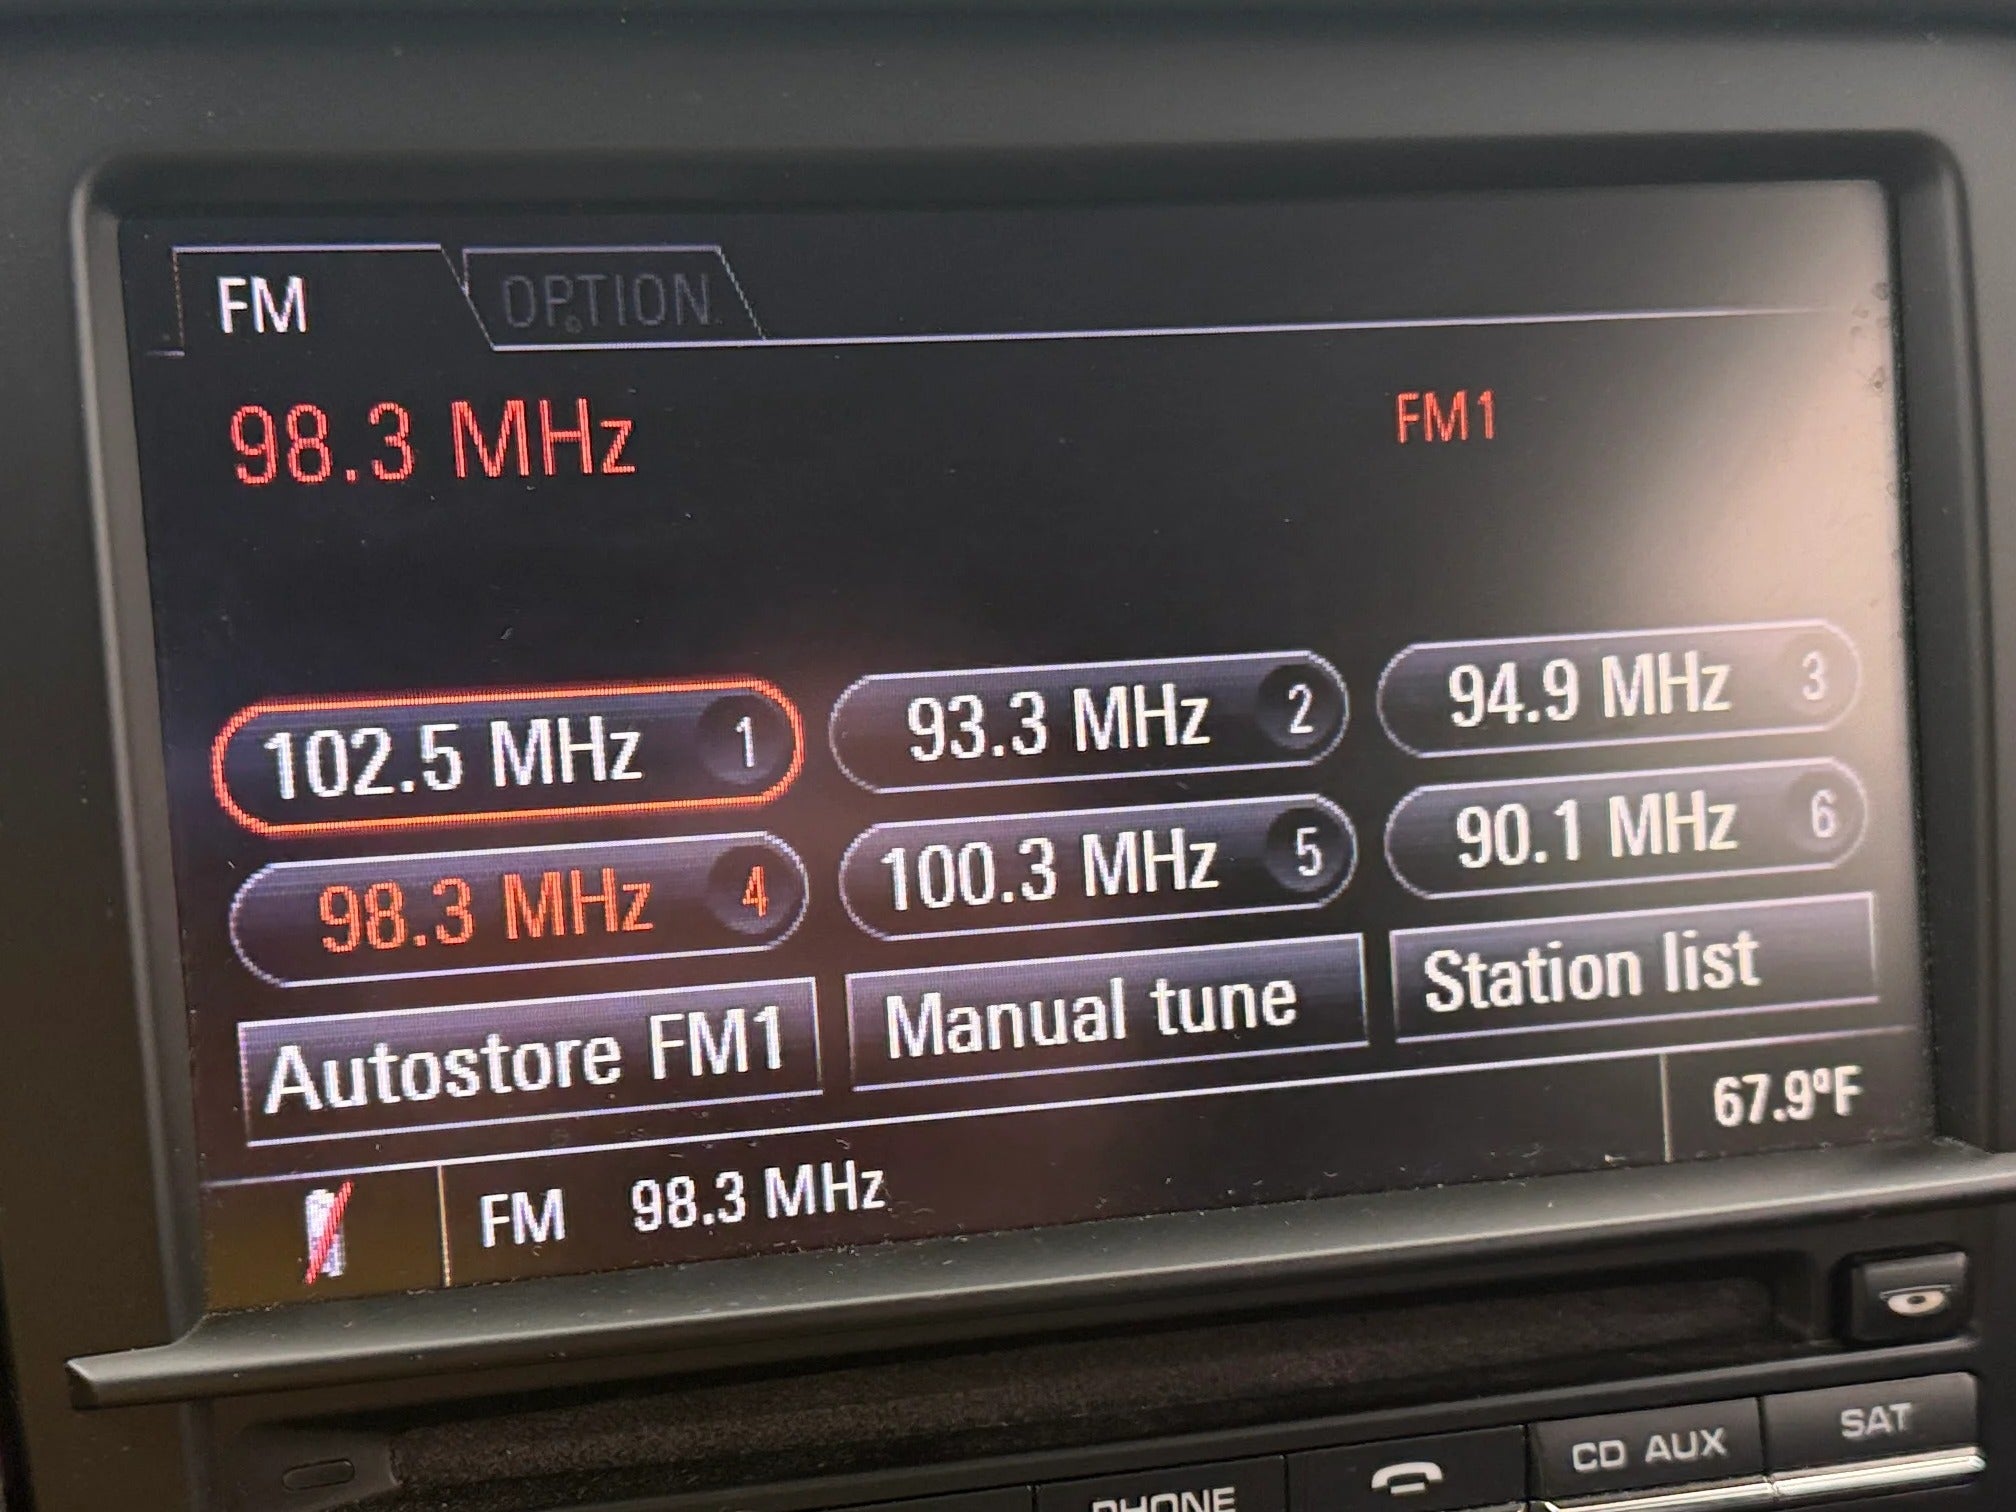 FM OPTION
98.3 MHz FM1
102.5 MHz 1 93.3 MHz 2 94.9 MHz 3
98.3 MHz 4 100.3 MHz 5 90.1 MHz 6
Autostore FM1 Manual tune Station list
FM 98.3 MHz 67.9ºF
PHONE CD AUX SAT